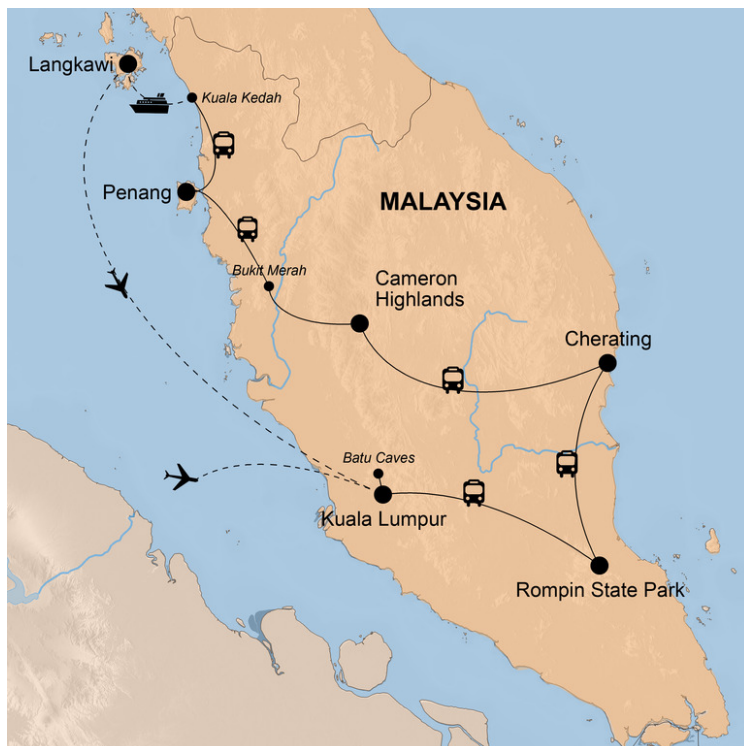 Langkawi
Kuala Kedah
Penang
MALAYSIA
Bukit Merah
Cameron
Highlands
Cherating
Batu Caves
Kuala Lumpur
Rompin State Park